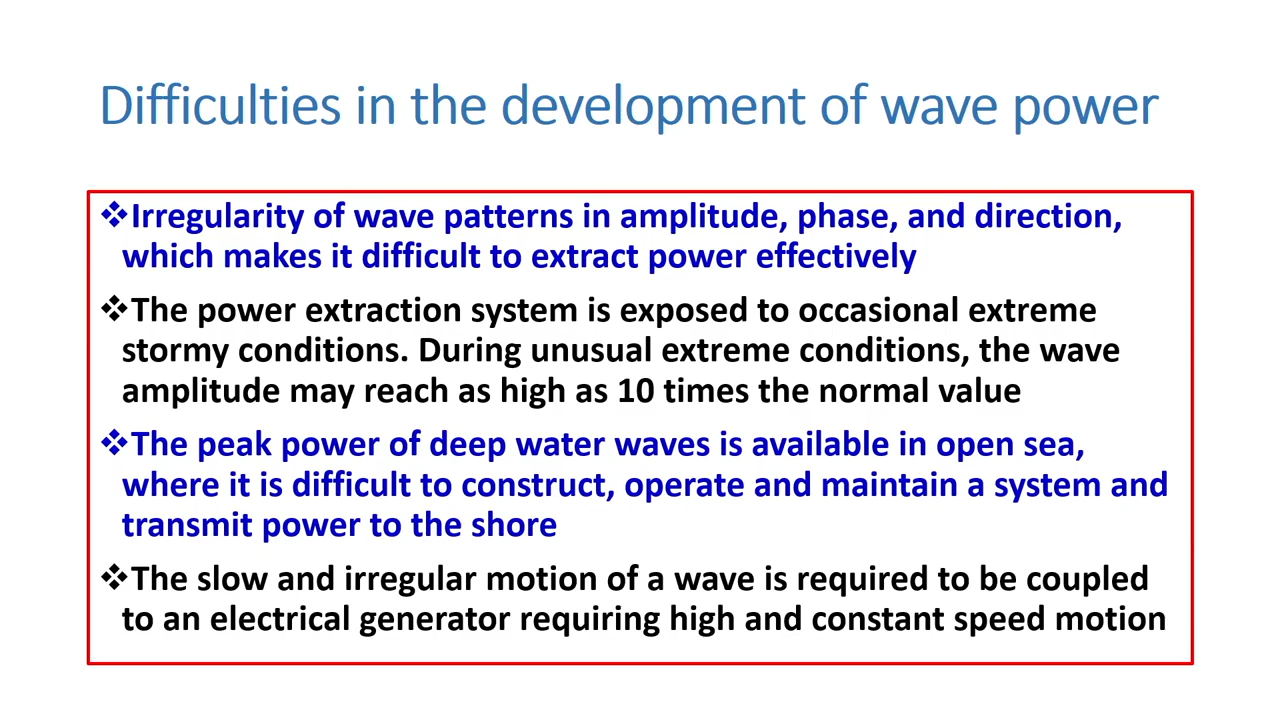 Difficulties in the development of wave power
❖Irregularity of wave patterns in amplitude, phase, and direction,
which makes it difficult to extract power effectively
❖The power extraction system is exposed to occasional extreme
stormy conditions. During unusual extreme conditions, the wave
amplitude may reach as high as 10 times the normal value
❖The peak power of deep water waves is available in open sea,
where it is difficult to construct, operate and maintain a system and
transmit power to the shore
❖The slow and irregular motion of a wave is required to be coupled
to an electrical generator requiring high and constant speed motion